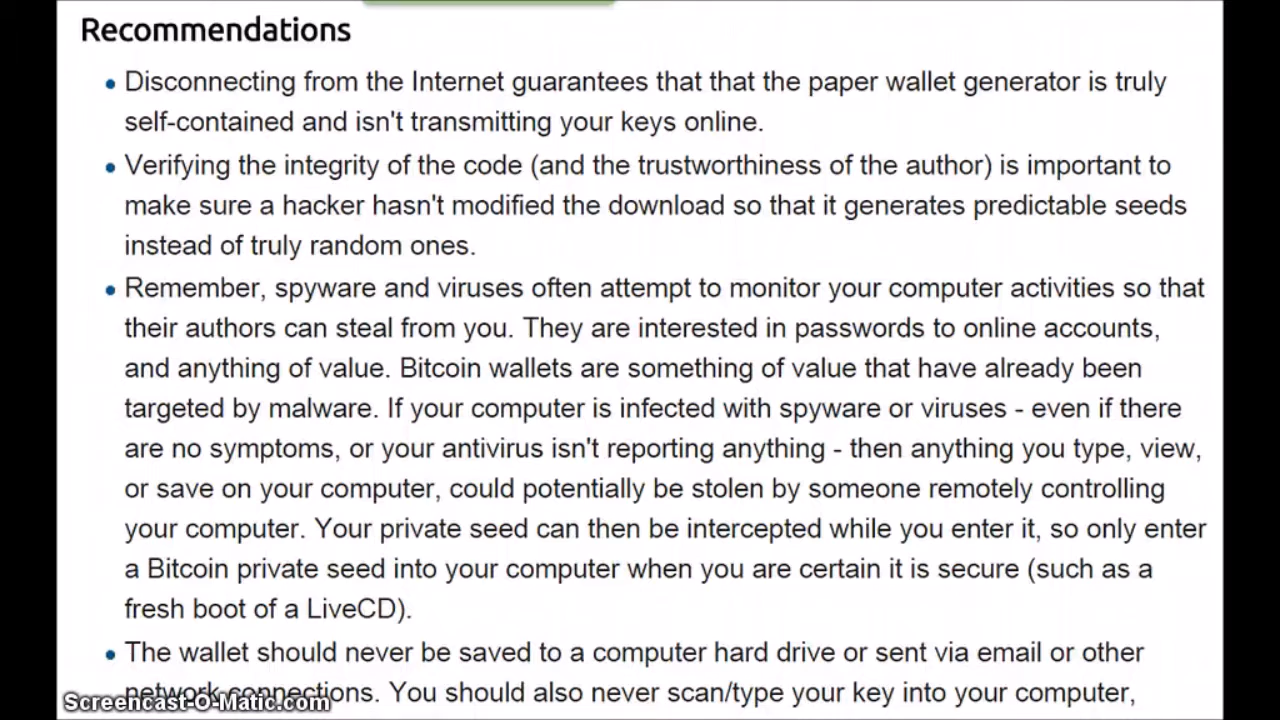 Recommendations
• Disconnecting from the Internet guarantees that that the paper wallet generator is truly
self-contained and isn't transmitting your keys online.
• Verifying the integrity of the code (and the trustworthiness of the author) is important to
make sure a hacker hasn't modified the download so that it generates predictable seeds
instead of truly random ones.
• Remember, spyware and viruses often attempt to monitor your computer activities so that
their authors can steal from you. They are interested in passwords to online accounts,
and anything of value. Bitcoin wallets are something of value that have already been
targeted by malware. If your computer is infected with spyware or viruses - even if there
are no symptoms, or your antivirus isn't reporting anything - then anything you type, view,
or save on your computer, could potentially be stolen by someone remotely controlling
your computer. Your private seed can then be intercepted while you enter it, so only enter
a Bitcoin private seed into your computer when you are certain it is secure (such as a
fresh boot of a LiveCD).
• The wallet should never be saved to a computer hard drive or sent via email or other
network connections. You should also never scan/type your key into your computer,
Screencast-O-Matic.com